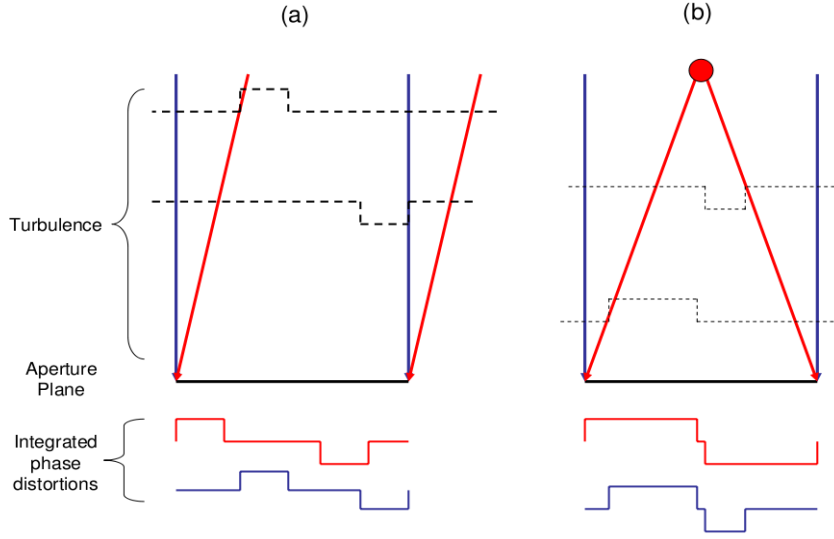 (a)
(b)
Turbulence
Aperture
Plane
Integrated
phase
distortions